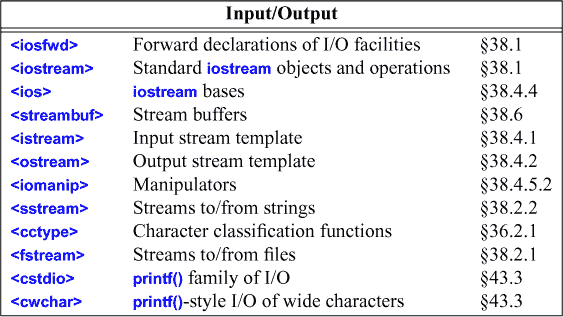 Input/Output
<iosfwd> Forward declarations of I/O facilities §38.1
<iostream> Standard iostream objects and operations §38.1
<ios> iostream bases §38.4.4
<streambuf> Stream buffers §38.6
<istream> Input stream template §38.4.1
<ostream> Output stream template §38.4.2
<iomanip> Manipulators §38.4.5.2
<sstream> Streams to/from strings §38.2.2
<cctype> Character classification functions §36.2.1
<fstream> Streams to/from files §38.2.1
<cstdio> printf() family of I/O §43.3
<cwchar> printf()-style I/O of wide characters §43.3